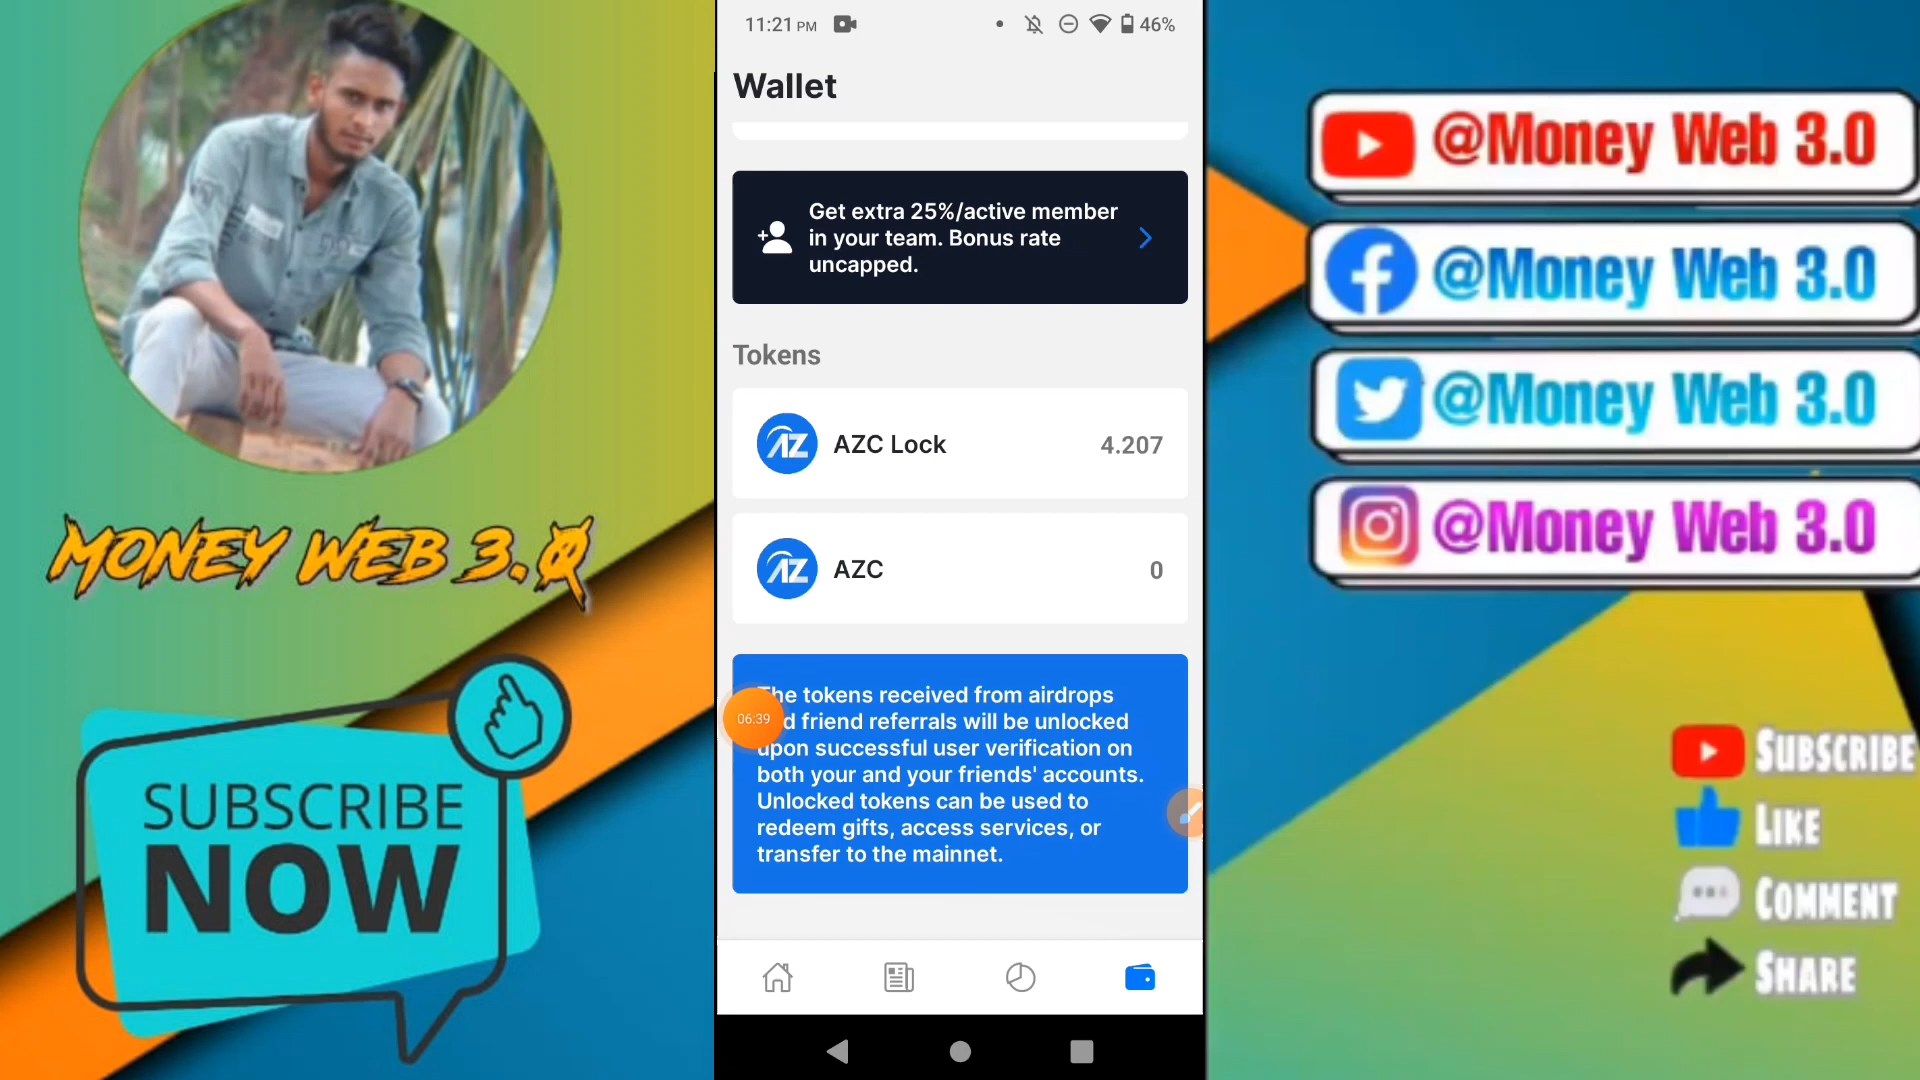 MONEY WEB 3.0
SUBSCRIBE
NOW
11:21 PM
46%
Wallet
Get extra 25%/active member
in your team. Bonus rate
uncapped.
Tokens
AZ
AZC Lock
4.207
AZ
AZC
0
The tokens received from airdrops
d friend referrals will be unlocked
upon successful user verification on
both your and your friends' accounts.
Unlocked tokens can be used to
redeem gifts, access services, or
transfer to the mainnet.
06:39
@Money Web 3.0
@Money Web 3.0
@Money Web 3.0
@Money Web 3.0
SUBSCRIBE
LIKE
COMMENT
SHARE